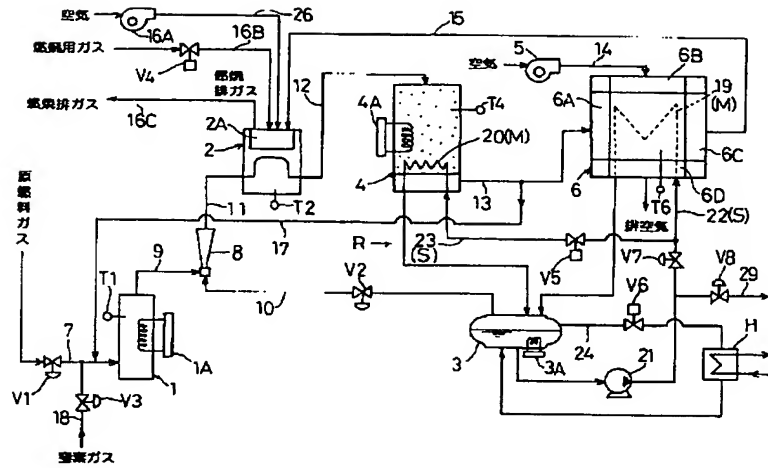 空気
26
15
16A
燃焼用ガス
16B
空気
5
14
6B
V4
燃焼排ガス
12
6A
19
(M)
燃焼排ガス
16C
2A
2
4A
T4
20(M)
6C
4
13
6
6D
T6
原燃料ガス
T2
11
17
排空気
22(S)
9
8
R
23
(S)
V5
V7
V8
29
T1
V2
V6
7
10
3
3A
24
21
H
V1
1A
1
V3
18
窒素ガス